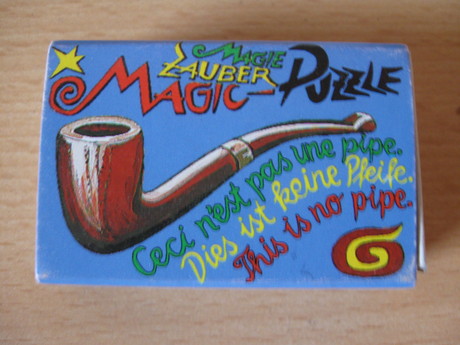 MAGIE
ZAUBER
MAGIC-PUZZLE
Ceci n'est pas une pipe.
Dies ist keine Pfeife.
This is no pipe.
G